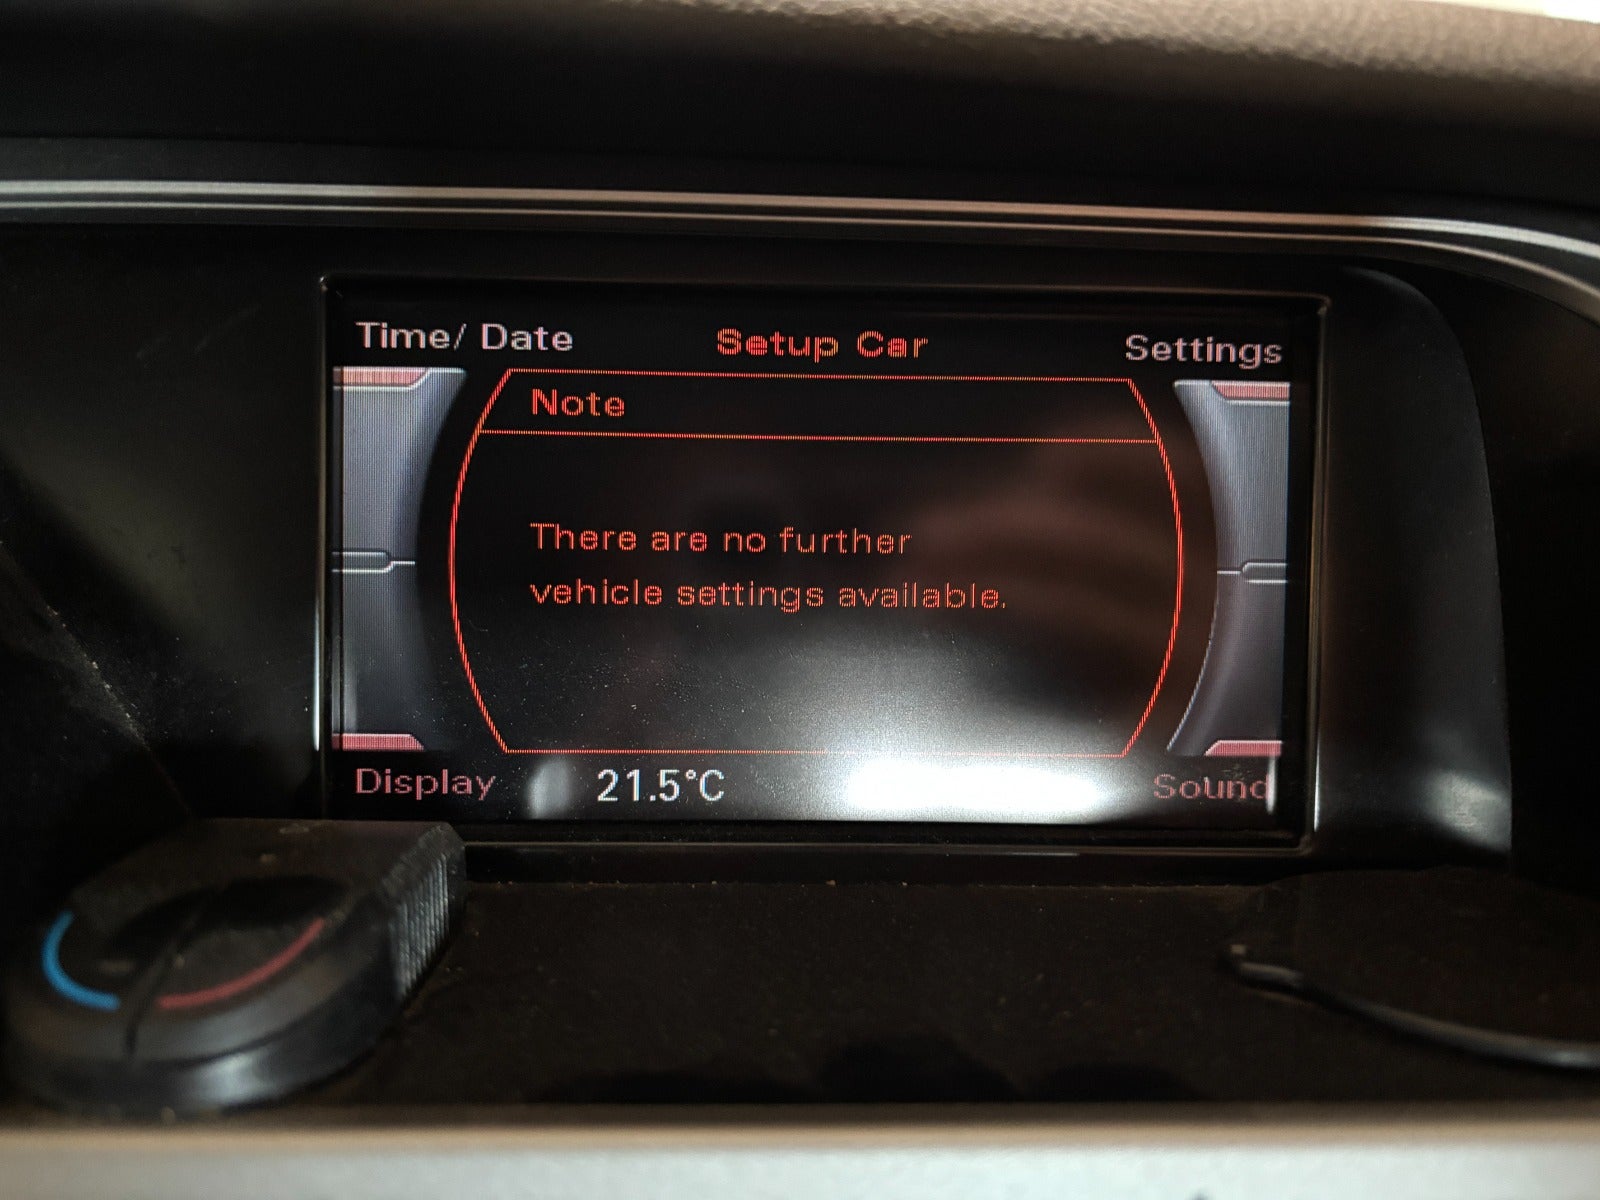 Time/ Date
Setup Car
Settings
Note
There are no further
vehicle settings available.
Display
21.5°C
Sound